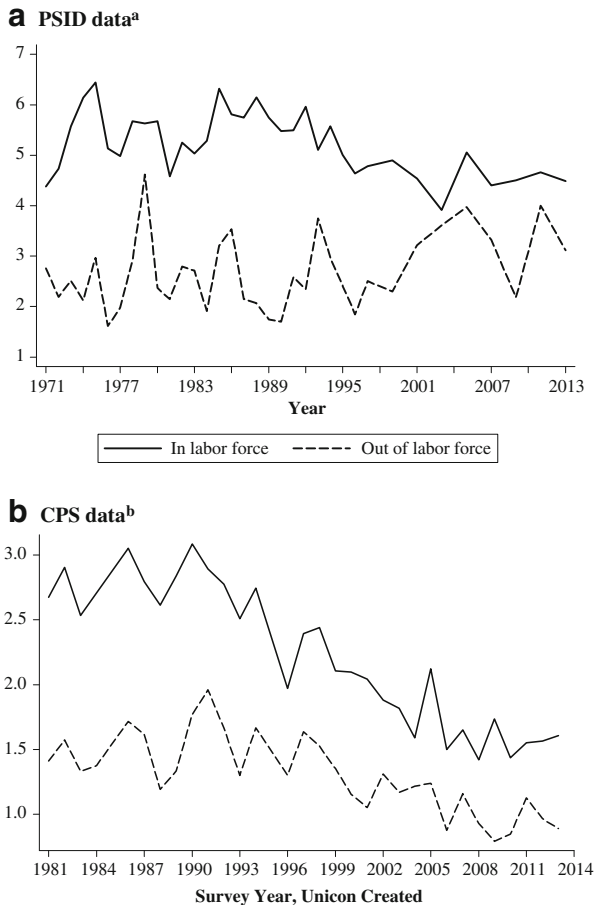 a PSID dataᵃ
7
6
5
4
3
2
1
1971 1977 1983 1989 1995 2001 2007 2013
Year
In labor force Out of labor force
b CPS dataᵇ
3.0
2.5
2.0
1.5
1.0
1981 1984 1987 1990 1993 1996 1999 2002 2005 2008 2011 2014
Survey Year, Unicon Created